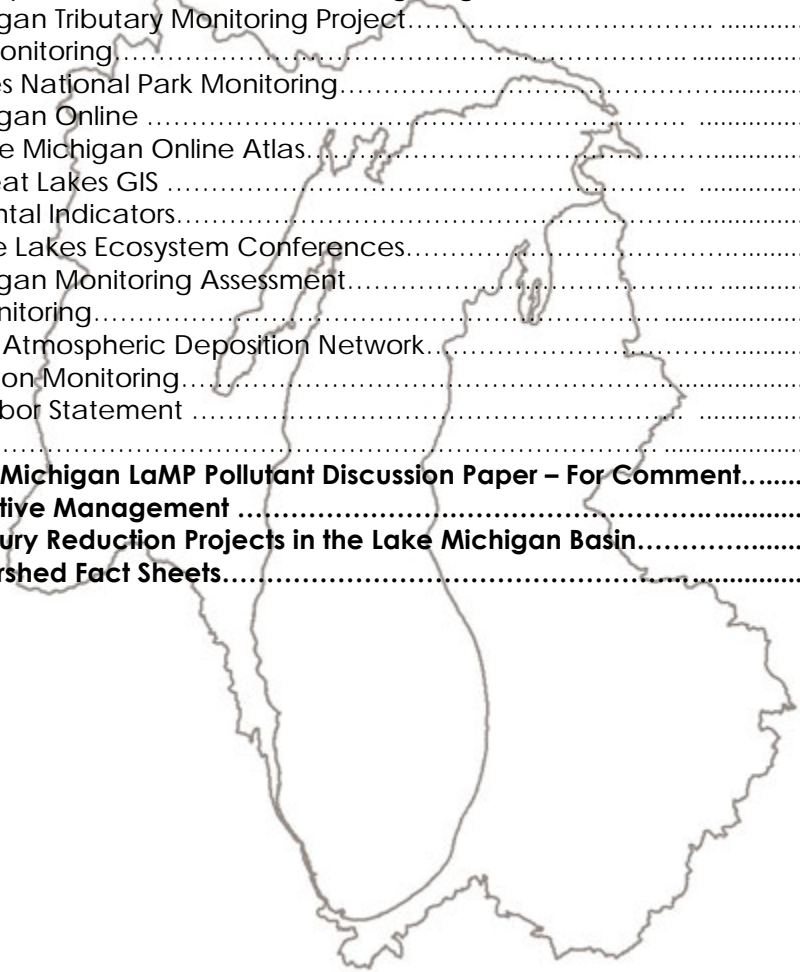 gan Tributary Monitoring Project.................................................. ............
onitoring.................................................................................. ............
es National Park Monitoring....................................................... ............
gan Online .............................................................................. ............
e Michigan Online Atlas............................................................ ............
eat Lakes GIS ........................................................................... ............
ntal Indicators........................................................................... ............
e Lakes Ecosystem Conferences............................................... ............
gan Monitoring Assessment...................................................... ............
nitoring..................................................................................... ............
Atmospheric Deposition Network............................................. ............
on Monitoring........................................................................... ............
bor Statement ......................................................................... ............
................................................................................................ ............
Michigan LaMP Pollutant Discussion Paper – For Comment........
tive Management ...................................................................................
ury Reduction Projects in the Lake Michigan Basin.....................
rshed Fact Sheets....................................................................................